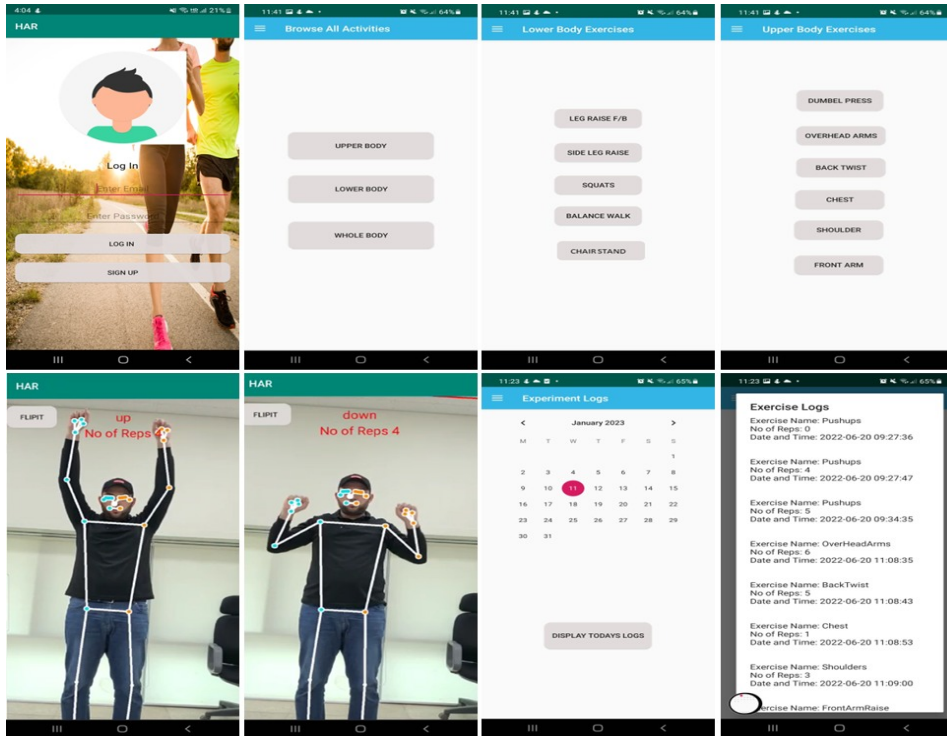 4:04
21%
HAR
Log In
Enter Email
Enter Password
LOG IN
SIGN UP
11:41
64%
Browse All Activities
UPPER BODY
LOWER BODY
WHOLE BODY
11:41
64%
Lower Body Exercises
LEG RAISE F/B
SIDE LEG RAISE
SQUATS
BALANCE WALK
CHAIR STAND
11:41
64%
Upper Body Exercises
DUMBEL PRESS
OVERHEAD ARMS
BACK TWIST
CHEST
SHOULDER
FRONT ARM
HAR
FLIPIT
up
No of Reps
HAR
FLIPIT
down
No of Reps 4
11:23
65%
Experiment Logs
January 2023
M T W T F S S
1
2 3 4 5 6 7 8
9 10 11 12 13 14 15
16 17 18 19 20 21 22
23 24 25 26 27 28 29
30 31
DISPLAY TODAYS LOGS
11:23
65%
Exercise Logs
Exercise Name: Pushups
No of Reps: 0
Date and Time: 2022-06-20 09:27:36
Exercise Name: Pushups
No of Reps: 4
Date and Time: 2022-06-20 09:27:47
Exercise Name: Pushups
No of Reps: 5
Date and Time: 2022-06-20 09:34:35
Exercise Name: OverHeadArms
No of Reps: 6
Date and Time: 2022-06-20 11:08:35
Exercise Name: BackTwist
No of Reps: 5
Date and Time: 2022-06-20 11:08:43
Exercise Name: Chest
No of Reps: 1
Date and Time: 2022-06-20 11:08:53
Exercise Name: Shoulders
No of Reps: 3
Date and Time: 2022-06-20 11:09:00
ercise Name: FrontArmRaise